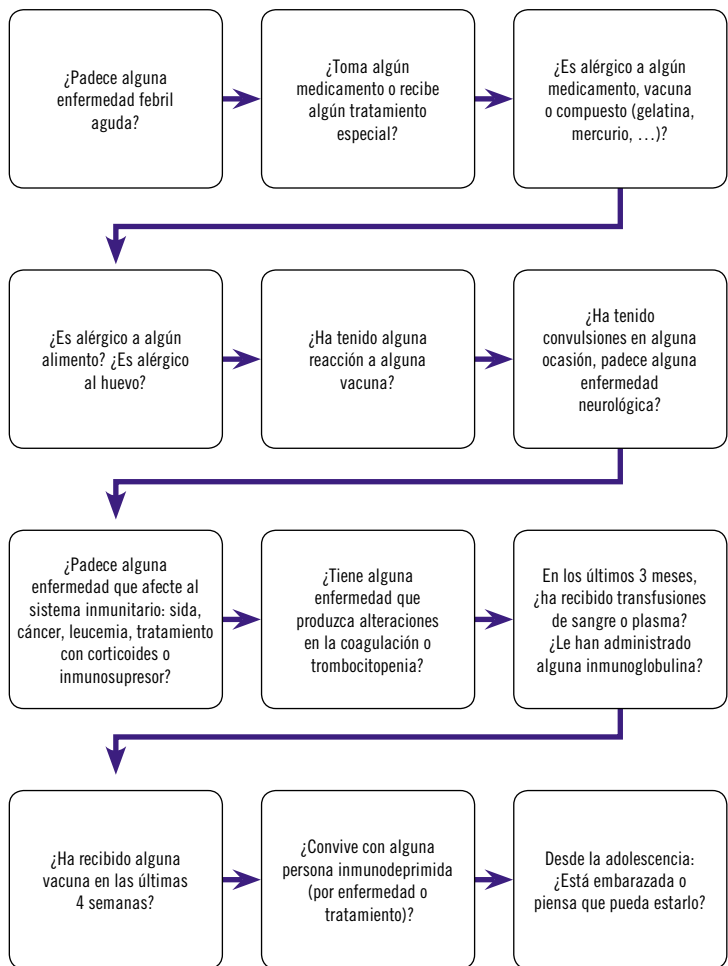 ¿Padece alguna
enfermedad febril
aguda?
¿Toma algún
medicamento o recibe
algún tratamiento
especial?
¿Es alérgico a algún
medicamento, vacuna
o compuesto (gelatina,
mercurio, …)?
¿Es alérgico a algún
alimento? ¿Es alérgico
al huevo?
¿Ha tenido alguna
reacción a alguna
vacuna?
¿Ha tenido
convulsiones en alguna
ocasión, padece alguna
enfermedad
neurológica?
¿Padece alguna
enfermedad que afecte al
sistema inmunitario: sida,
cáncer, leucemia, tratamiento
con corticoides o
inmunosupresor?
¿Tiene alguna
enfermedad que
produzca alteraciones
en la coagulación o
trombocitopenia?
En los últimos 3 meses,
¿ha recibido transfusiones
de sangre o plasma?
¿Le han administrado
alguna inmunoglobulina?
¿Ha recibido alguna
vacuna en las últimas
4 semanas?
¿Convive con alguna
persona inmunodeprimida
(por enfermedad o
tratamiento)?
Desde la adolescencia:
¿Está embarazada o
piensa que pueda estarlo?